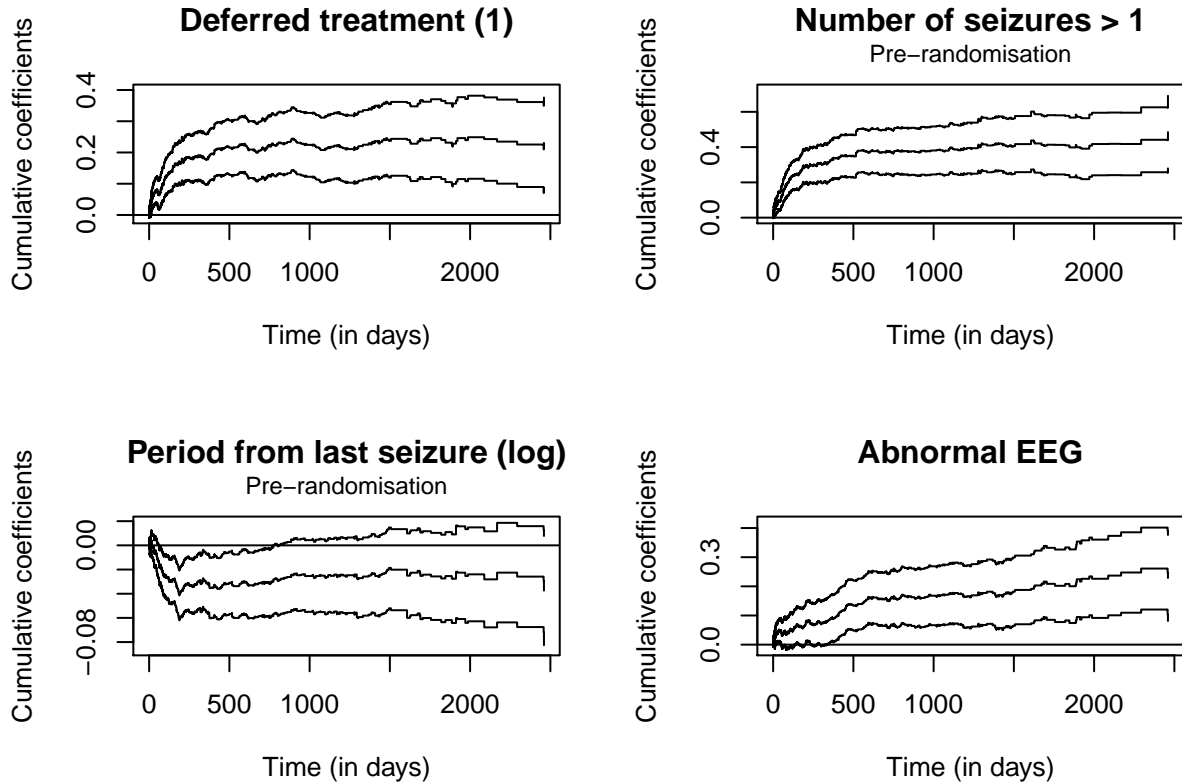 Deferred treatment (1)
Cumulative coefficients
0.0 0.2 0.4
0 500 1000 2000
Time (in days)
Number of seizures > 1
Pre−randomisation
Cumulative coefficients
0.0 0.4
0 500 1000 2000
Time (in days)
Period from last seizure (log)
Pre−randomisation
Cumulative coefficients
−0.08 0.00
0 500 1000 2000
Time (in days)
Abnormal EEG
Cumulative coefficients
0.0 0.3
0 500 1000 2000
Time (in days)